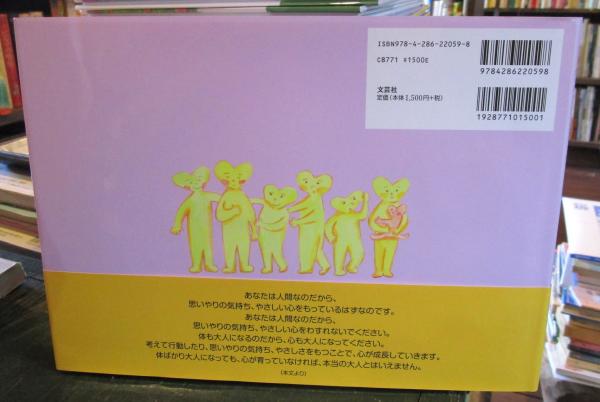 ISBN978-4-286-22059-8
C8771 ¥1500E
文芸社
定価(本体1,500円+税)
9784286220598
1928771015001
あなたは人間なのだから、
思いやりの気持ち、やさしい心をもっているはずなのです。
あなたは人間なのだから、
思いやりの気持ち、やさしい心をわすれないでください。
体も大人になるのだから、心も大人になってください。
考えて行動したり、思いやりの気持ち、やさしさをもつことで、心が成長していきます。
体ばかり大人になっても、心が育っていなければ、本当の大人とはいえません。
(本文より)